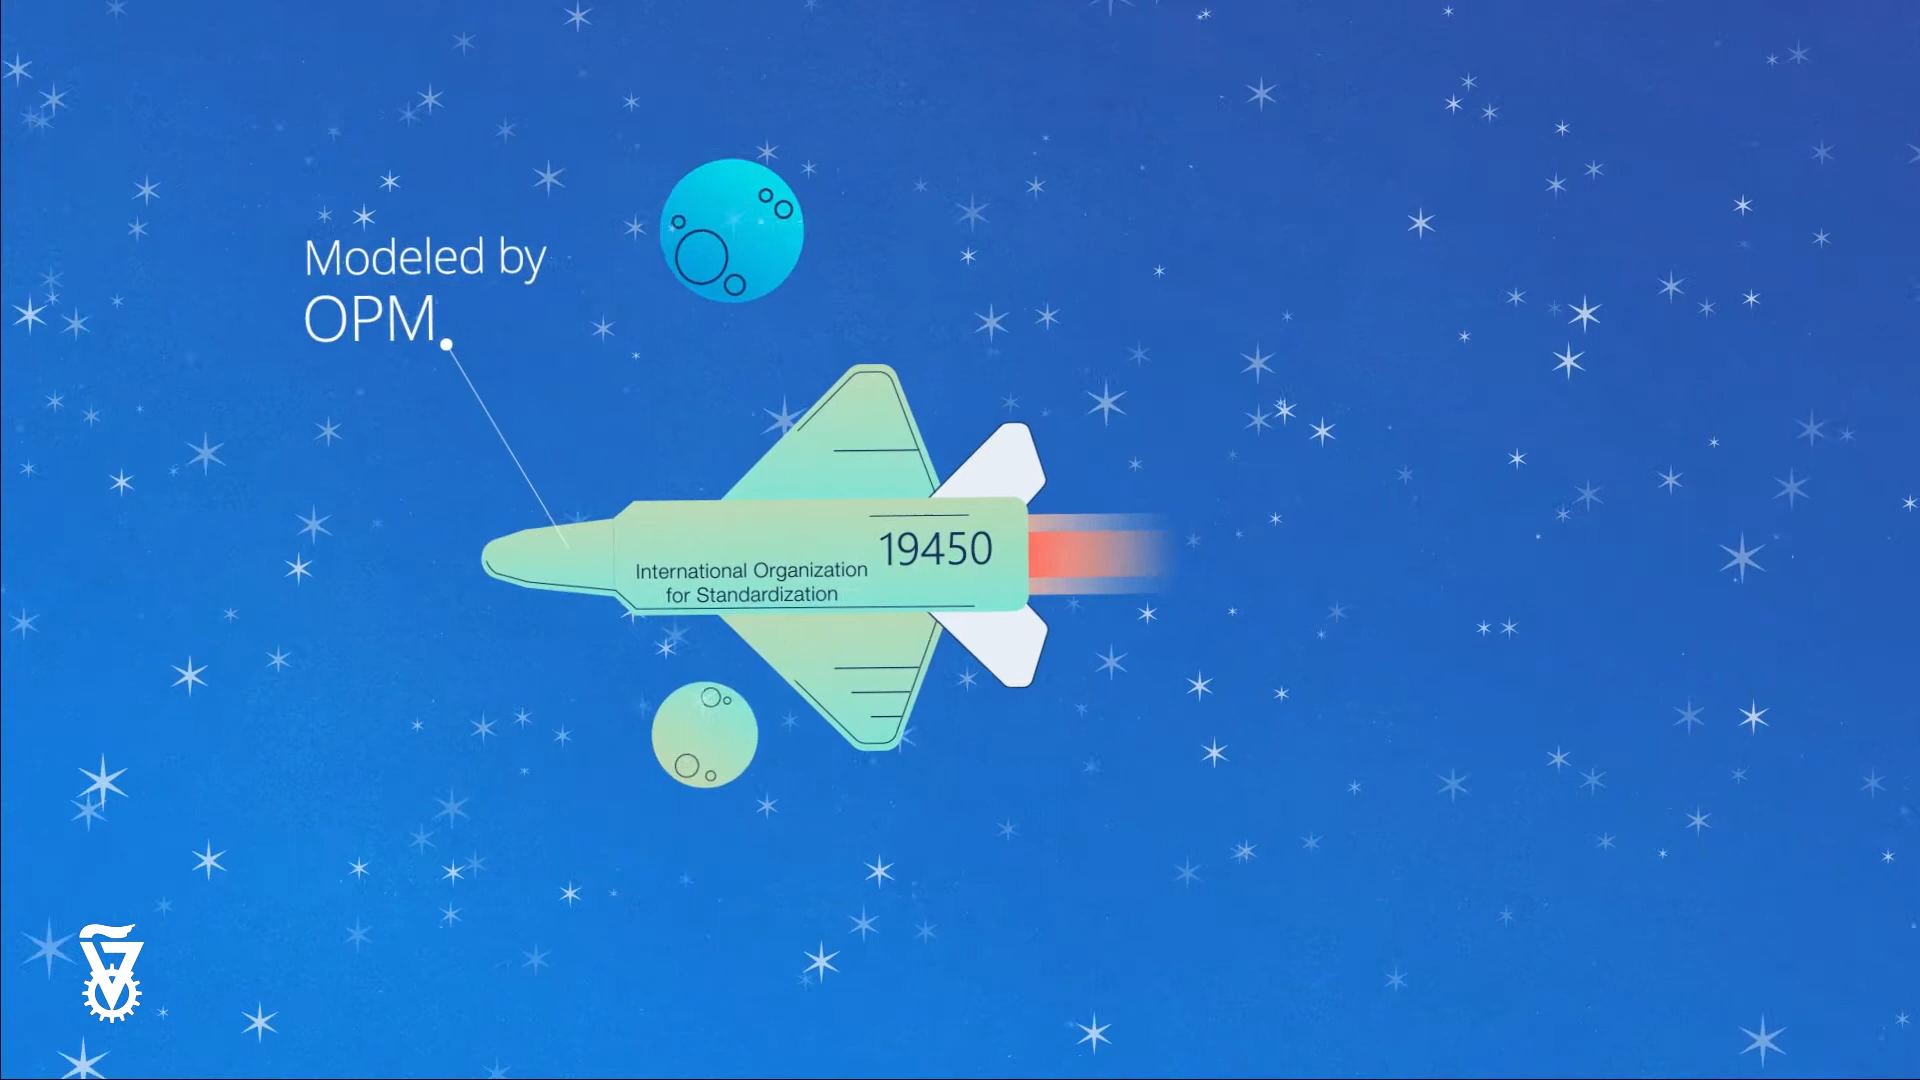 Modeled by
OPM
19450
International Organization
for Standardization